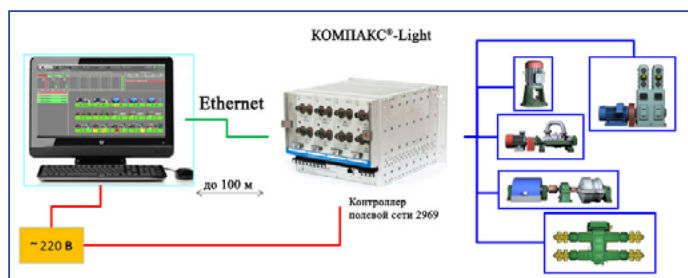 КОМПАКС®-Light
Ethernet
до 100 м
Контроллер
полевой сети 2969
~ 220 В